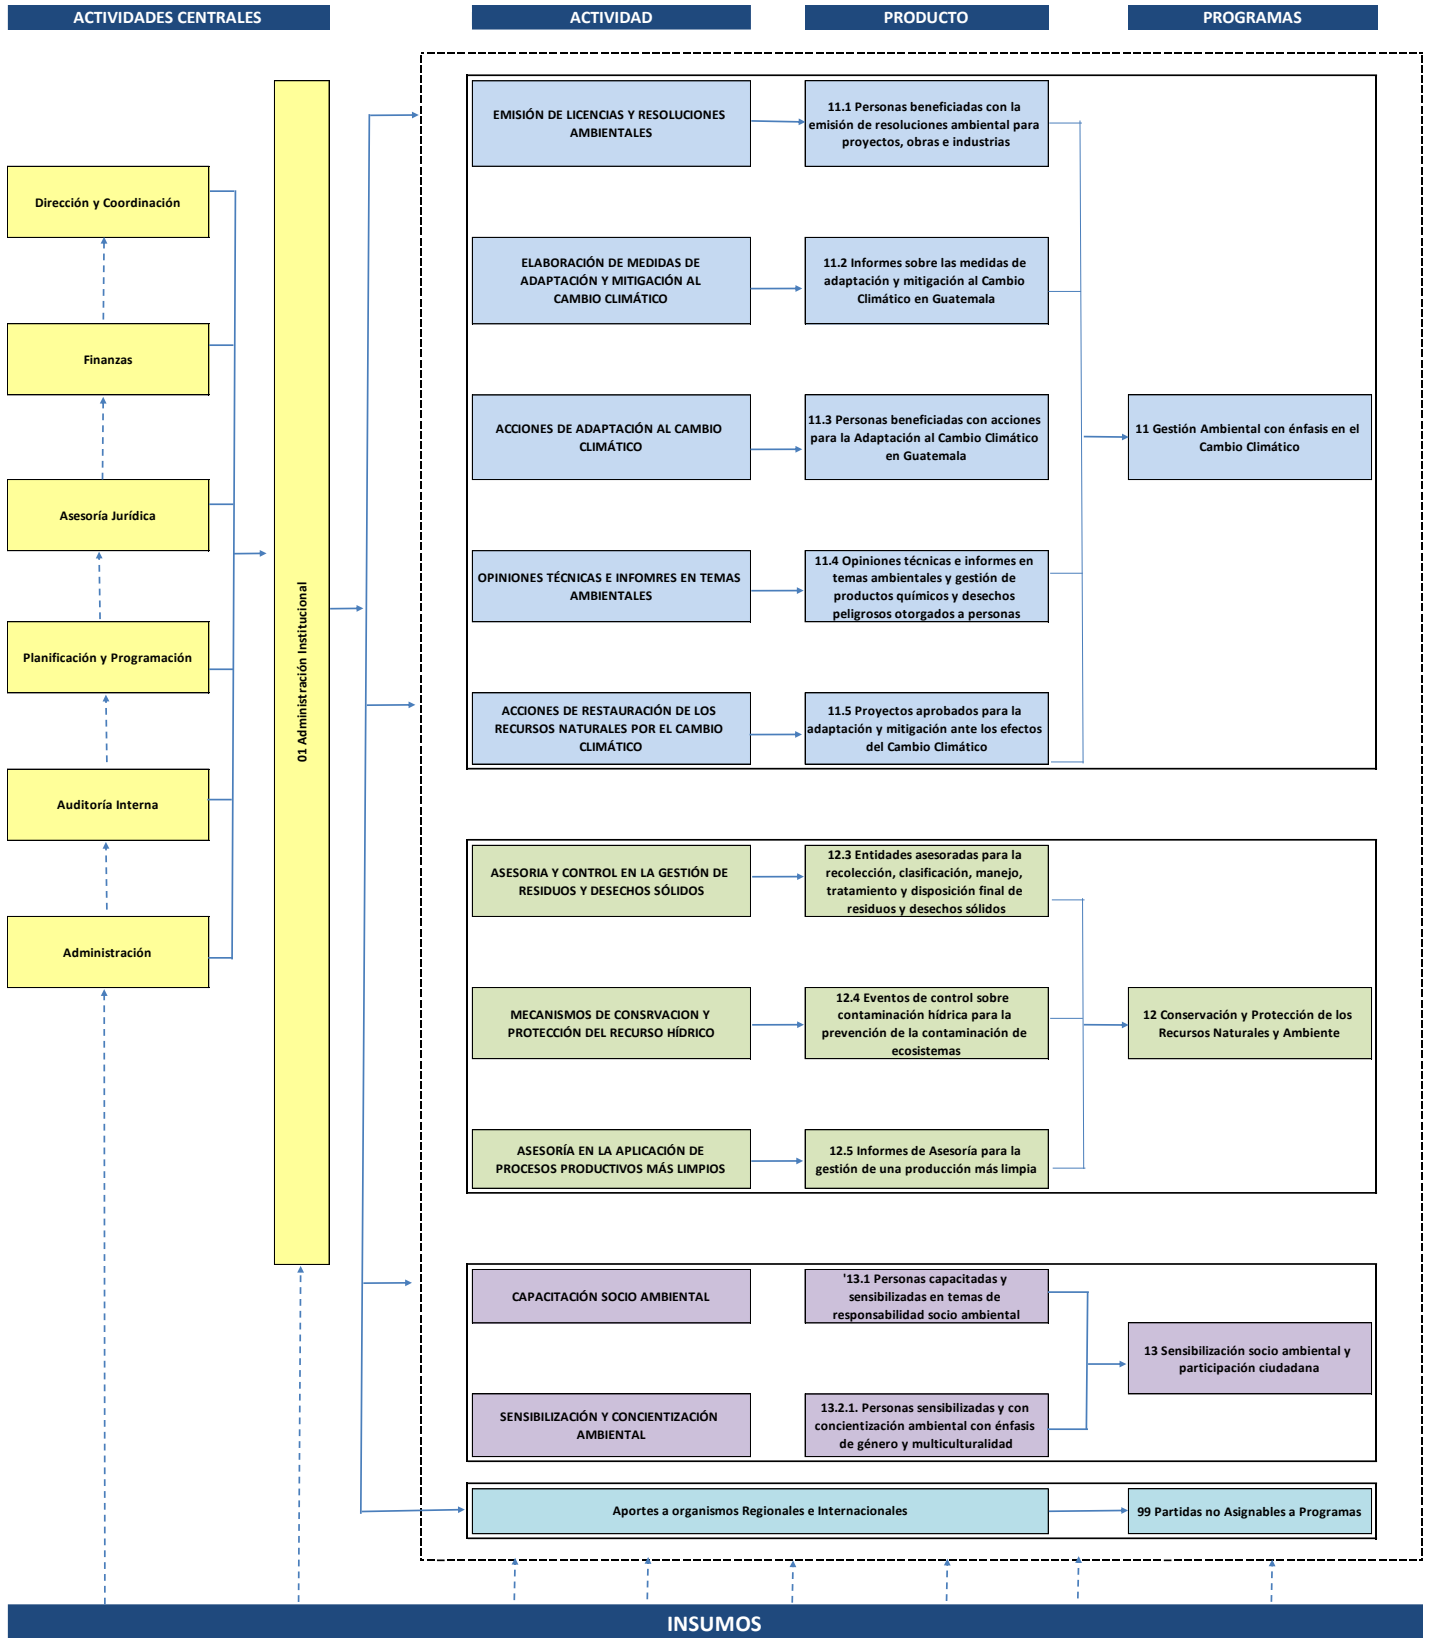 ACTIVIDADES CENTRALES
ACTIVIDAD
PRODUCTO
PROGRAMAS
Dirección y Coordinación
Finanzas
Asesoría Jurídica
Planificación y Programación
Auditoría Interna
Administración
01 Administración Institucional
EMISIÓN DE LICENCIAS Y RESOLUCIONES
AMBIENTALES
11.1 Personas beneficiadas con la
emisión de resoluciones ambiental para
proyectos, obras e industrias
ELABORACIÓN DE MEDIDAS DE
ADAPTACIÓN Y MITIGACIÓN AL
CAMBIO CLIMÁTICO
11.2 Informes sobre las medidas de
adaptación y mitigación al Cambio
Climático en Guatemala
ACCIONES DE ADAPTACIÓN AL CAMBIO
CLIMÁTICO
11.3 Personas beneficiadas con acciones
para la Adaptación al Cambio Climático
en Guatemala
11 Gestión Ambiental con énfasis en el
Cambio Climático
OPINIONES TÉCNICAS E INFOMRES EN TEMAS
AMBIENTALES
11.4 Opiniones técnicas e informes en
temas ambientales y gestión de
productos químicos y desechos
peligrosos otorgados a personas
ACCIONES DE RESTAURACIÓN DE LOS
RECURSOS NATURALES POR EL CAMBIO
CLIMÁTICO
11.5 Proyectos aprobados para la
adaptación y mitigación ante los efectos
del Cambio Climático
ASESORIA Y CONTROL EN LA GESTIÓN DE
RESIDUOS Y DESECHOS SÓLIDOS
12.3 Entidades asesoradas para la
recolección, clasificación, manejo,
tratamiento y disposición final de
residuos y desechos sólidos
MECANISMOS DE CONSRVACION Y
PROTECCIÓN DEL RECURSO HÍDRICO
12.4 Eventos de control sobre
contaminación hídrica para la
prevención de la contaminación de
ecosistemas
12 Conservación y Protección de los
Recursos Naturales y Ambiente
ASESORÍA EN LA APLICACIÓN DE
PROCESOS PRODUCTIVOS MÁS LIMPIOS
12.5 Informes de Asesoría para la
gestión de una producción más limpia
CAPACITACIÓN SOCIO AMBIENTAL
'13.1 Personas capacitadas y
sensibilizadas en temas de
responsabilidad socio ambiental
13 Sensibilización socio ambiental y
participación ciudadana
SENSIBILIZACIÓN Y CONCIENTIZACIÓN
AMBIENTAL
13.2.1. Personas sensibilizadas y con
concientización ambiental con énfasis
de género y multiculturalidad
Aportes a organismos Regionales e Internacionales
99 Partidas no Asignables a Programas
INSUMOS